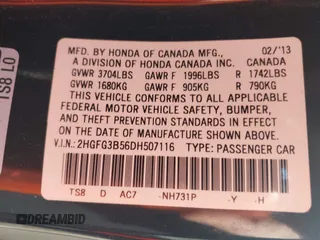 MFD. BY HONDA OF CANADA MFG., 02/'13
A DIVISION OF HONDA CANADA INC. CANADA
GVWR 3704LBS GAWR F 1996LBS R 1742LBS
GVWR 1680KG GAWR F 905KG R 790KG
THIS VEHICLE CONFORMS TO ALL APPLICABLE
FEDERAL MOTOR VEHICLE SAFETY, BUMPER,
AND THEFT PREVENTION STANDARDS IN EFFECT
ON THE DATE OF MANUFACTURE SHOWN ABOVE.
V.I.N.: 2HGFG3B56DH507116 TYPE: PASSENGER CAR
TS8 D AC7 -NH731P -Y -H
TS8 LO
DREAMBID